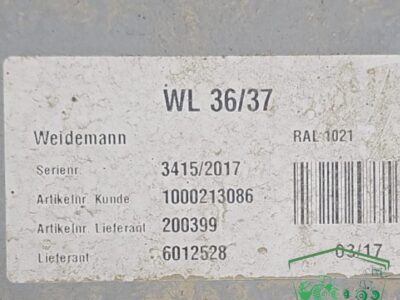 WL 36/37
Weidemann RAL 1021
Serienr. 3415/2017
Artikelnr. Kunde 1000213086
Artikelnr. Lieferant 200399
Lieferant 6012528
03/17